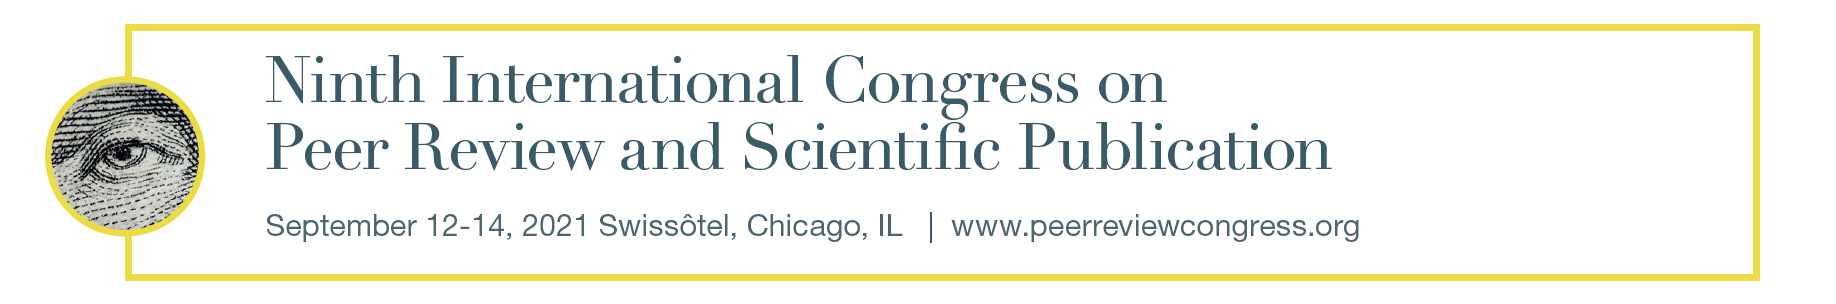 Ninth International Congress on
Peer Review and Scientific Publication
September 12-14, 2021 Swissôtel, Chicago, IL | www.peerreviewcongress.org